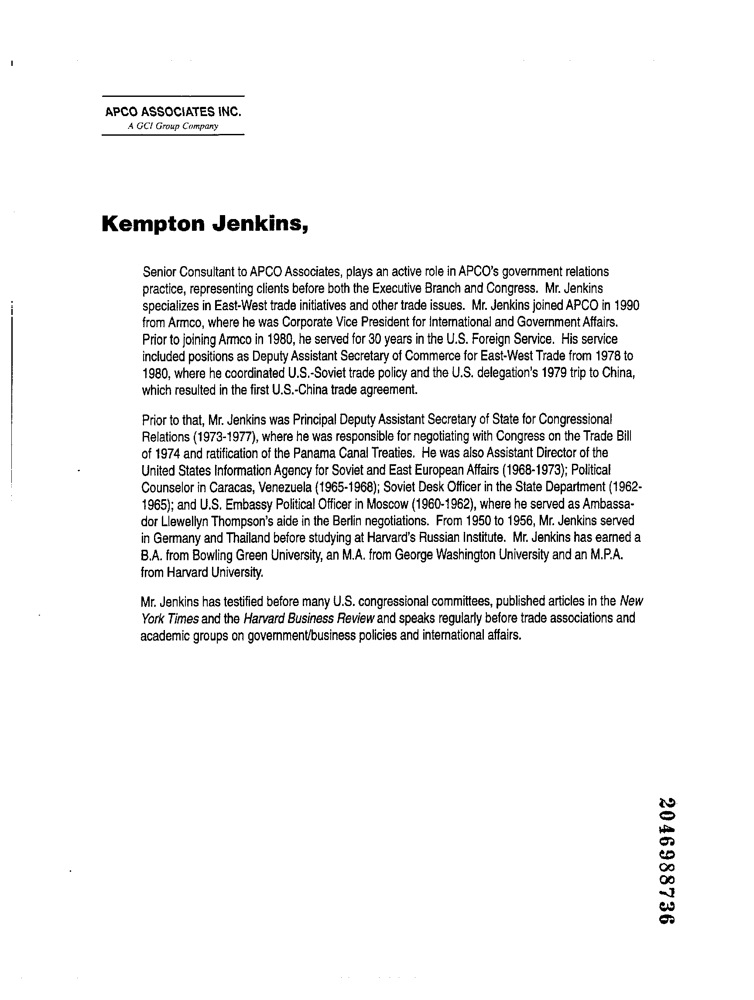 APCO ASSOCIATES INC.
A GCI Group Company
Kempton Jenkins,
Senior Consultant to APCO Associates, plays an active role in APCO's government relations
practice, representing clients before both the Executive Branch and Congress. Mr. Jenkins
specializes in East-West trade initiatives and other trade issues. Mr. Jenkins joined APCO in 1990
from Armco, where he was Corporate Vice President for International and Government Affairs.
Prior to joining Armco in 1980, he served for 30 years in the U.S. Foreign Service. His service
included positions as Deputy Assistant Secretary of Commerce for East-West Trade from 1978 to
1980, where he coordinated U.S.-Soviet trade policy and the U.S. delegation's 1979 trip to China,
which resulted in the first U.S.-China trade agreement.
Prior to that, Mr. Jenkins was Principal Deputy Assistant Secretary of State for Congressional
Relations (1973-1977), where he was responsible for negotiating with Congress on the Trade Bill
of 1974 and ratification of the Panama Canal Treaties. He was also Assistant Director of the
United States Information Agency for Soviet and East European Affairs (1968-1973); Political
Counselor in Caracas, Venezuela (1965-1968); Soviet Desk Officer in the State Department (1962-
1965); and U.S. Embassy Political Officer in Moscow (1960-1962), where he served as Ambassa-
dor Llewellyn Thompson's aide in the Berlin negotiations. From 1950 to 1956, Mr. Jenkins served
in Germany and Thailand before studying at Harvard's Russian Institute. Mr. Jenkins has earned a
B.A. from Bowling Green University, an M.A. from George Washington University and an M.P.A.
from Harvard University.
Mr. Jenkins has testified before many U.S. congressional committees, published articles in the New
York Times and the Harvard Business Review and speaks regularly before trade associations and
academic groups on government/business policies and international affairs.
2046988736